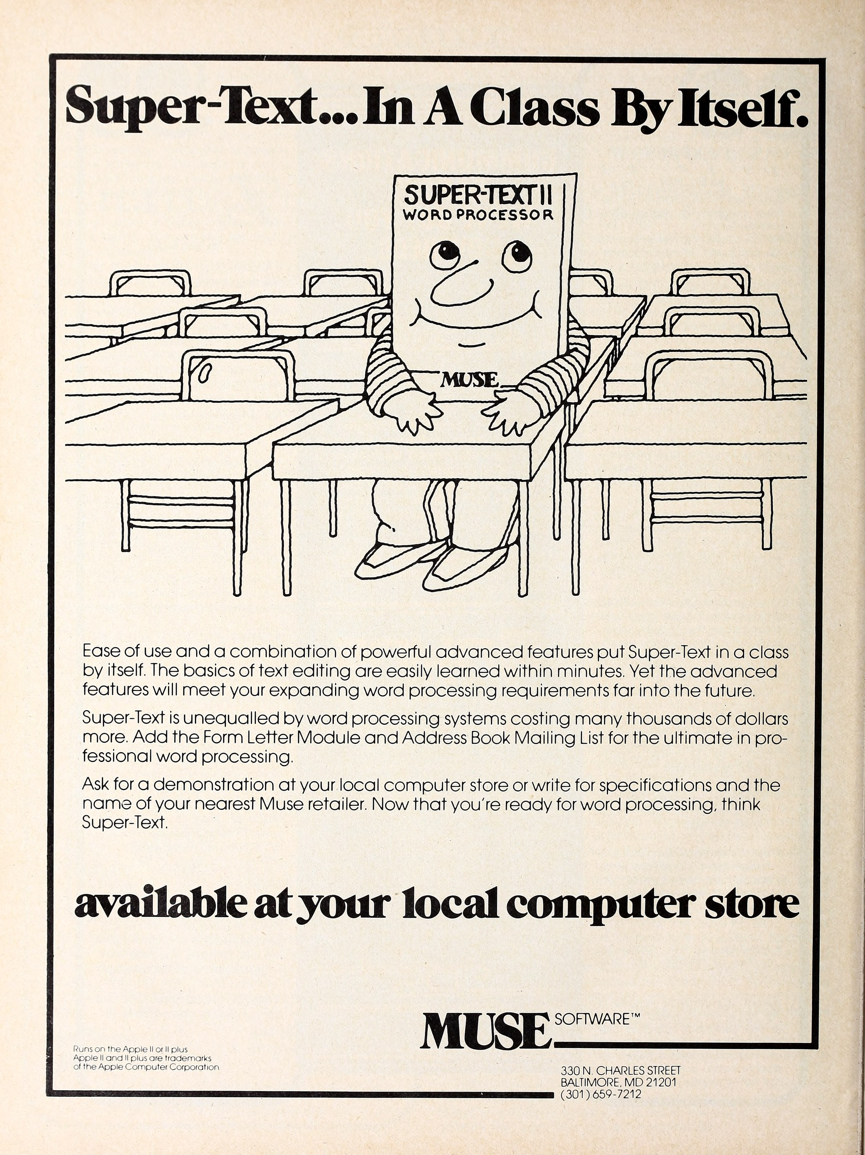 Super-Text...In A Class By Itself.
SUPER-TEXT II
WORD PROCESSOR
MUSE
Ease of use and a combination of powerful advanced features put Super-Text in a class
by itself. The basics of text editing are easily learned within minutes. Yet the advanced
features will meet your expanding word processing requirements far into the future.
Super-Text is unequalled by word processing systems costing many thousands of dollars
more. Add the Form Letter Module and Address Book Mailing List for the ultimate in pro-
fessional word processing.
Ask for a demonstration at your local computer store or write for specifications and the
name of your nearest Muse retailer. Now that you're ready for word processing, think
Super-Text.
available at your local computer store
MUSE SOFTWARE™
Runs on the Apple II or II plus
Apple II and II plus are trademarks
of the Apple Computer Corporation
330 N. CHARLES STREET
BALTIMORE, MD 21201
(301) 659-7212